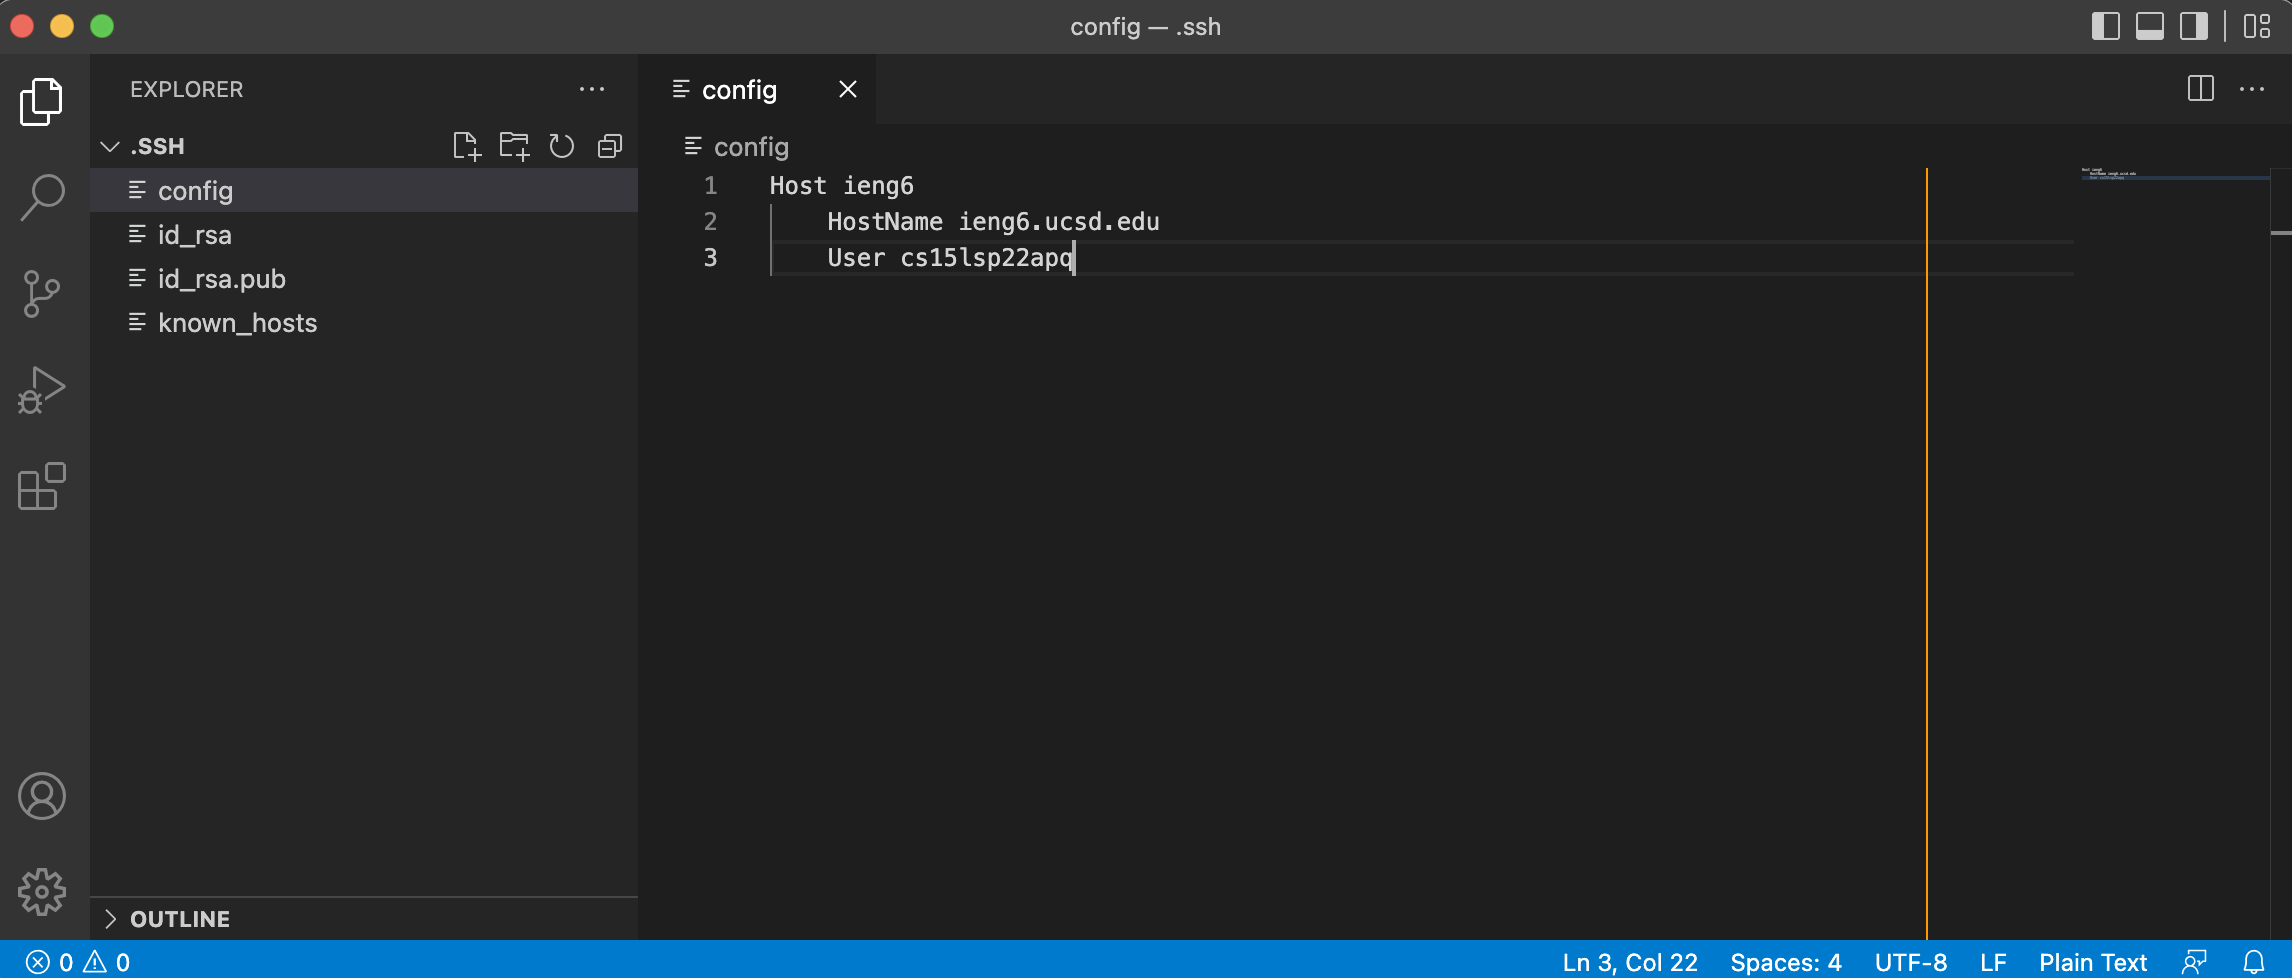 config — .ssh
EXPLORER
.SSH
config
id_rsa
id_rsa.pub
known_hosts
OUTLINE
config
config
1 Host ieng6
2 HostName ieng6.ucsd.edu
3 User cs15lsp22apq
0 0
Ln 3, Col 22 Spaces: 4 UTF-8 LF Plain Text